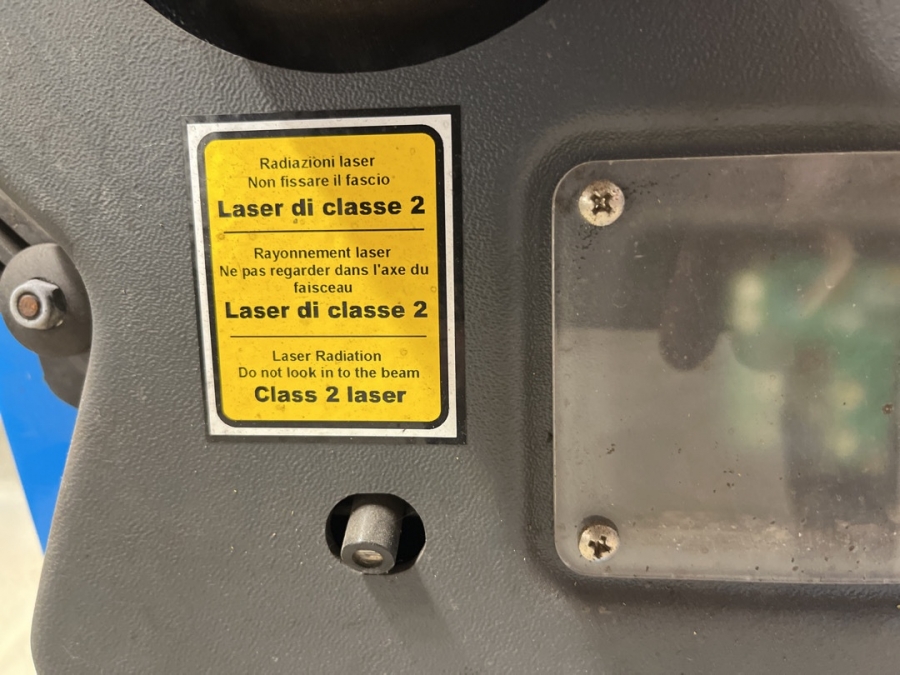 Radiazioni laser
Non fissare il fascio
Laser di classe 2
Rayonnement laser
Ne pas regarder dans l'axe du
faisceau
Laser di classe 2
Laser Radiation
Do not look in to the beam
Class 2 laser